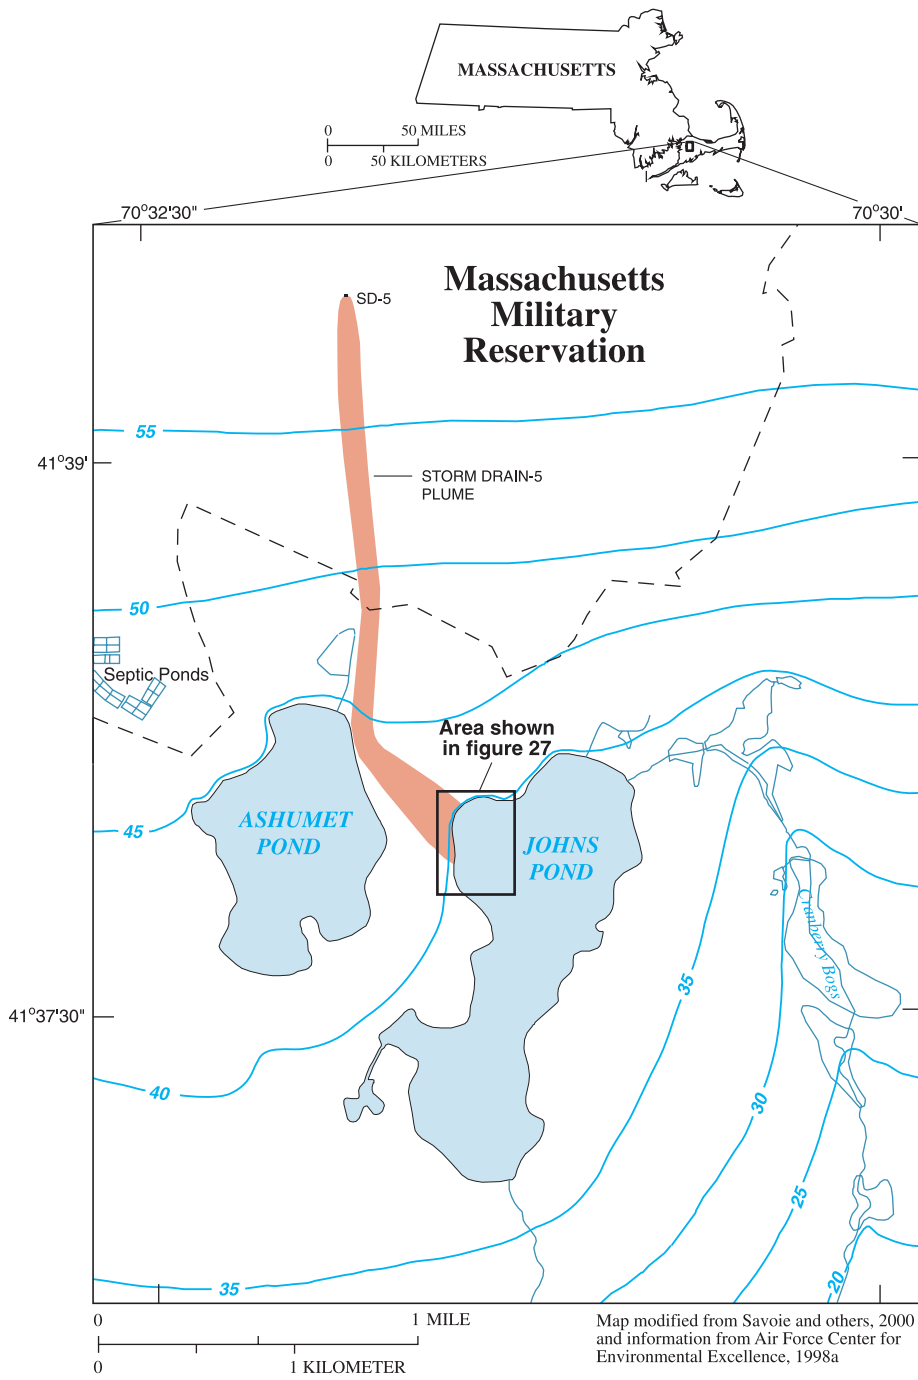 MASSACHUSETTS
0 50 MILES
0 50 KILOMETERS
70°32'30"
70°30'
Massachusetts
Military
Reservation
SD-5
55
41°39'
STORM DRAIN-5
PLUME
50
Septic Ponds
Area shown
in figure 27
45
ASHUMET
POND
JOHNS
POND
Cranberry Bogs
35
41°37'30"
40
30
25
35
20
0 1 MILE
0 1 KILOMETER
Map modified from Savoie and others, 2000
and information from Air Force Center for
Environmental Excellence, 1998a